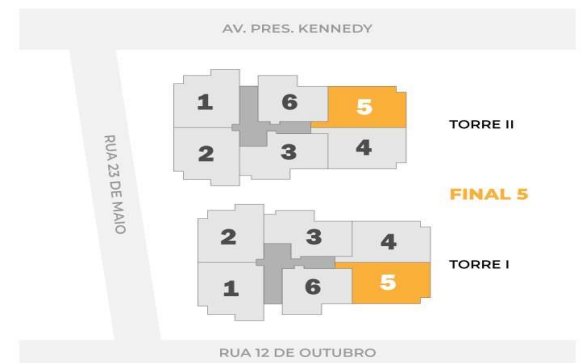 AV. PRES. KENNEDY
1 6 5
TORRE II
2 3 4
RUA 23 DE MAIO
FINAL 5
2 3 4
TORRE I
1 6 5
RUA 12 DE OUTUBRO